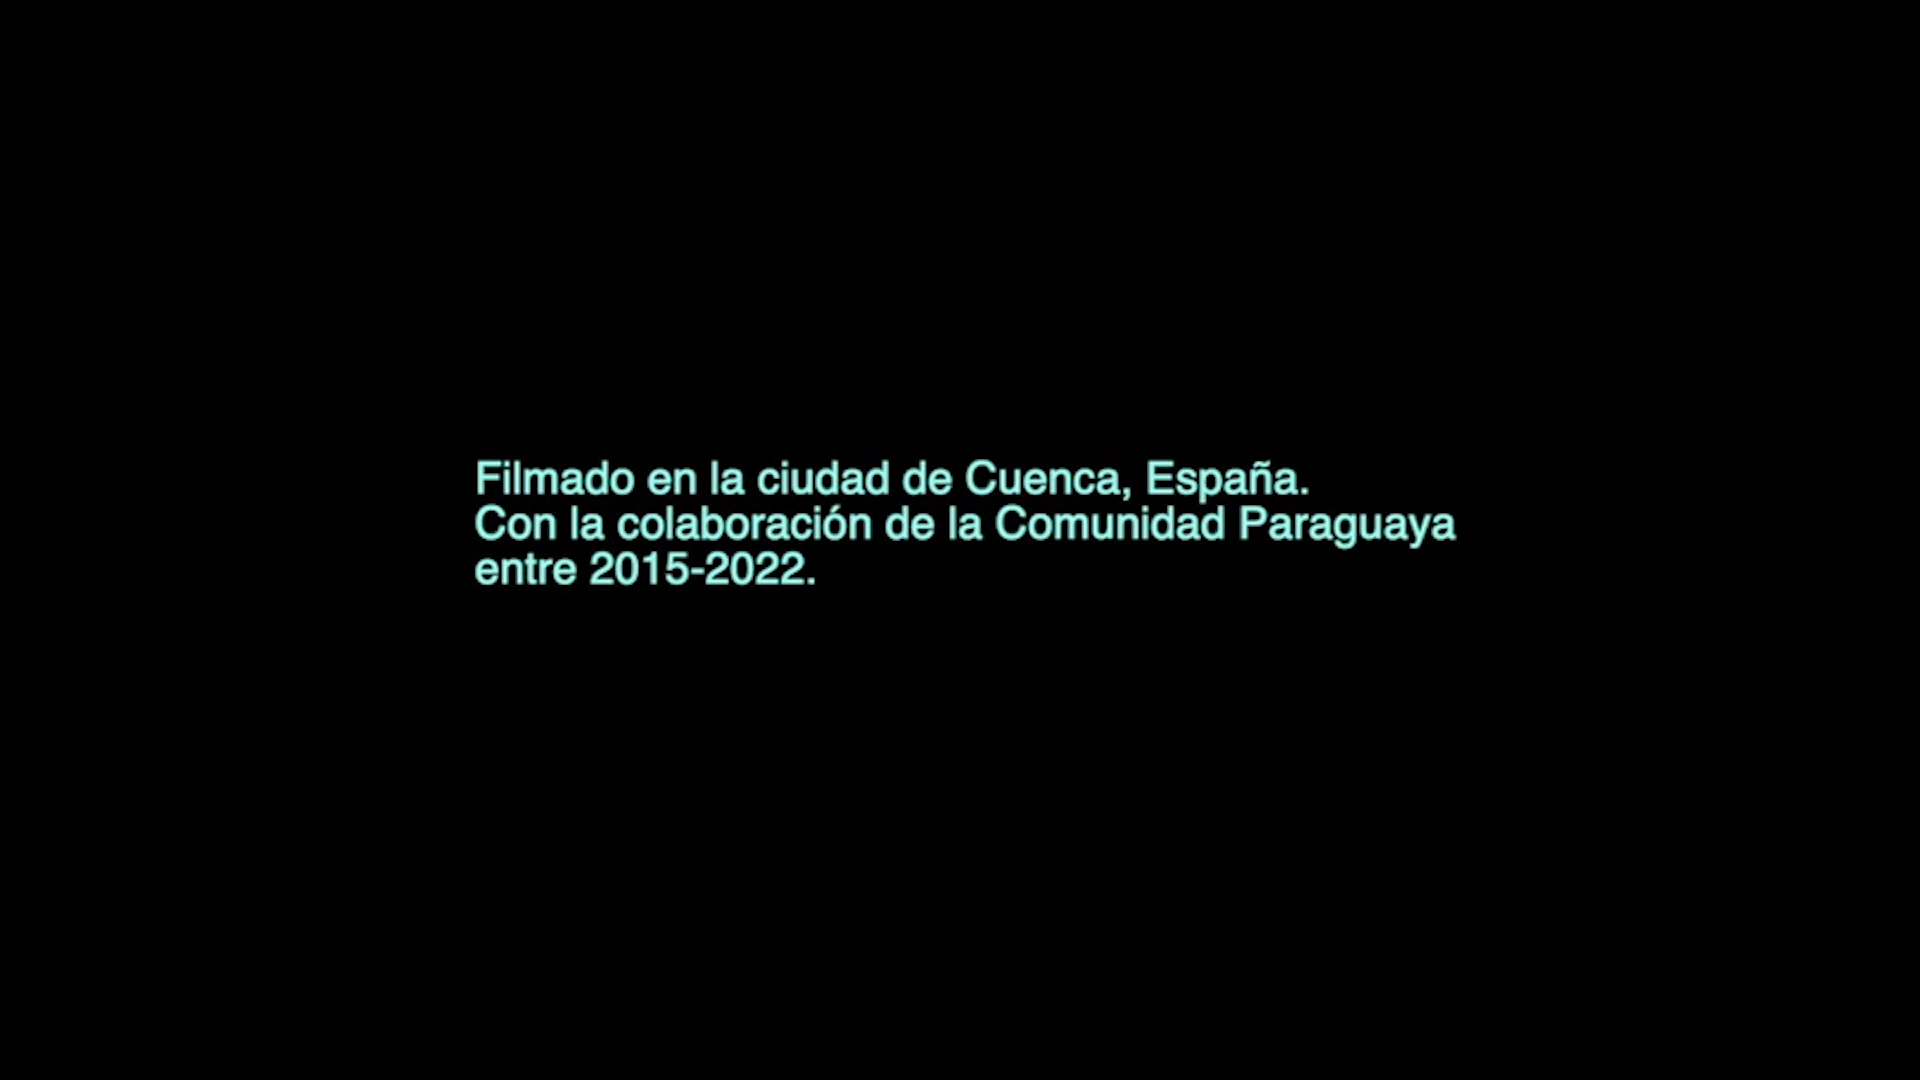 Filmado en la ciudad de Cuenca, España.
Con la colaboración de la Comunidad Paraguaya
entre 2015-2022.